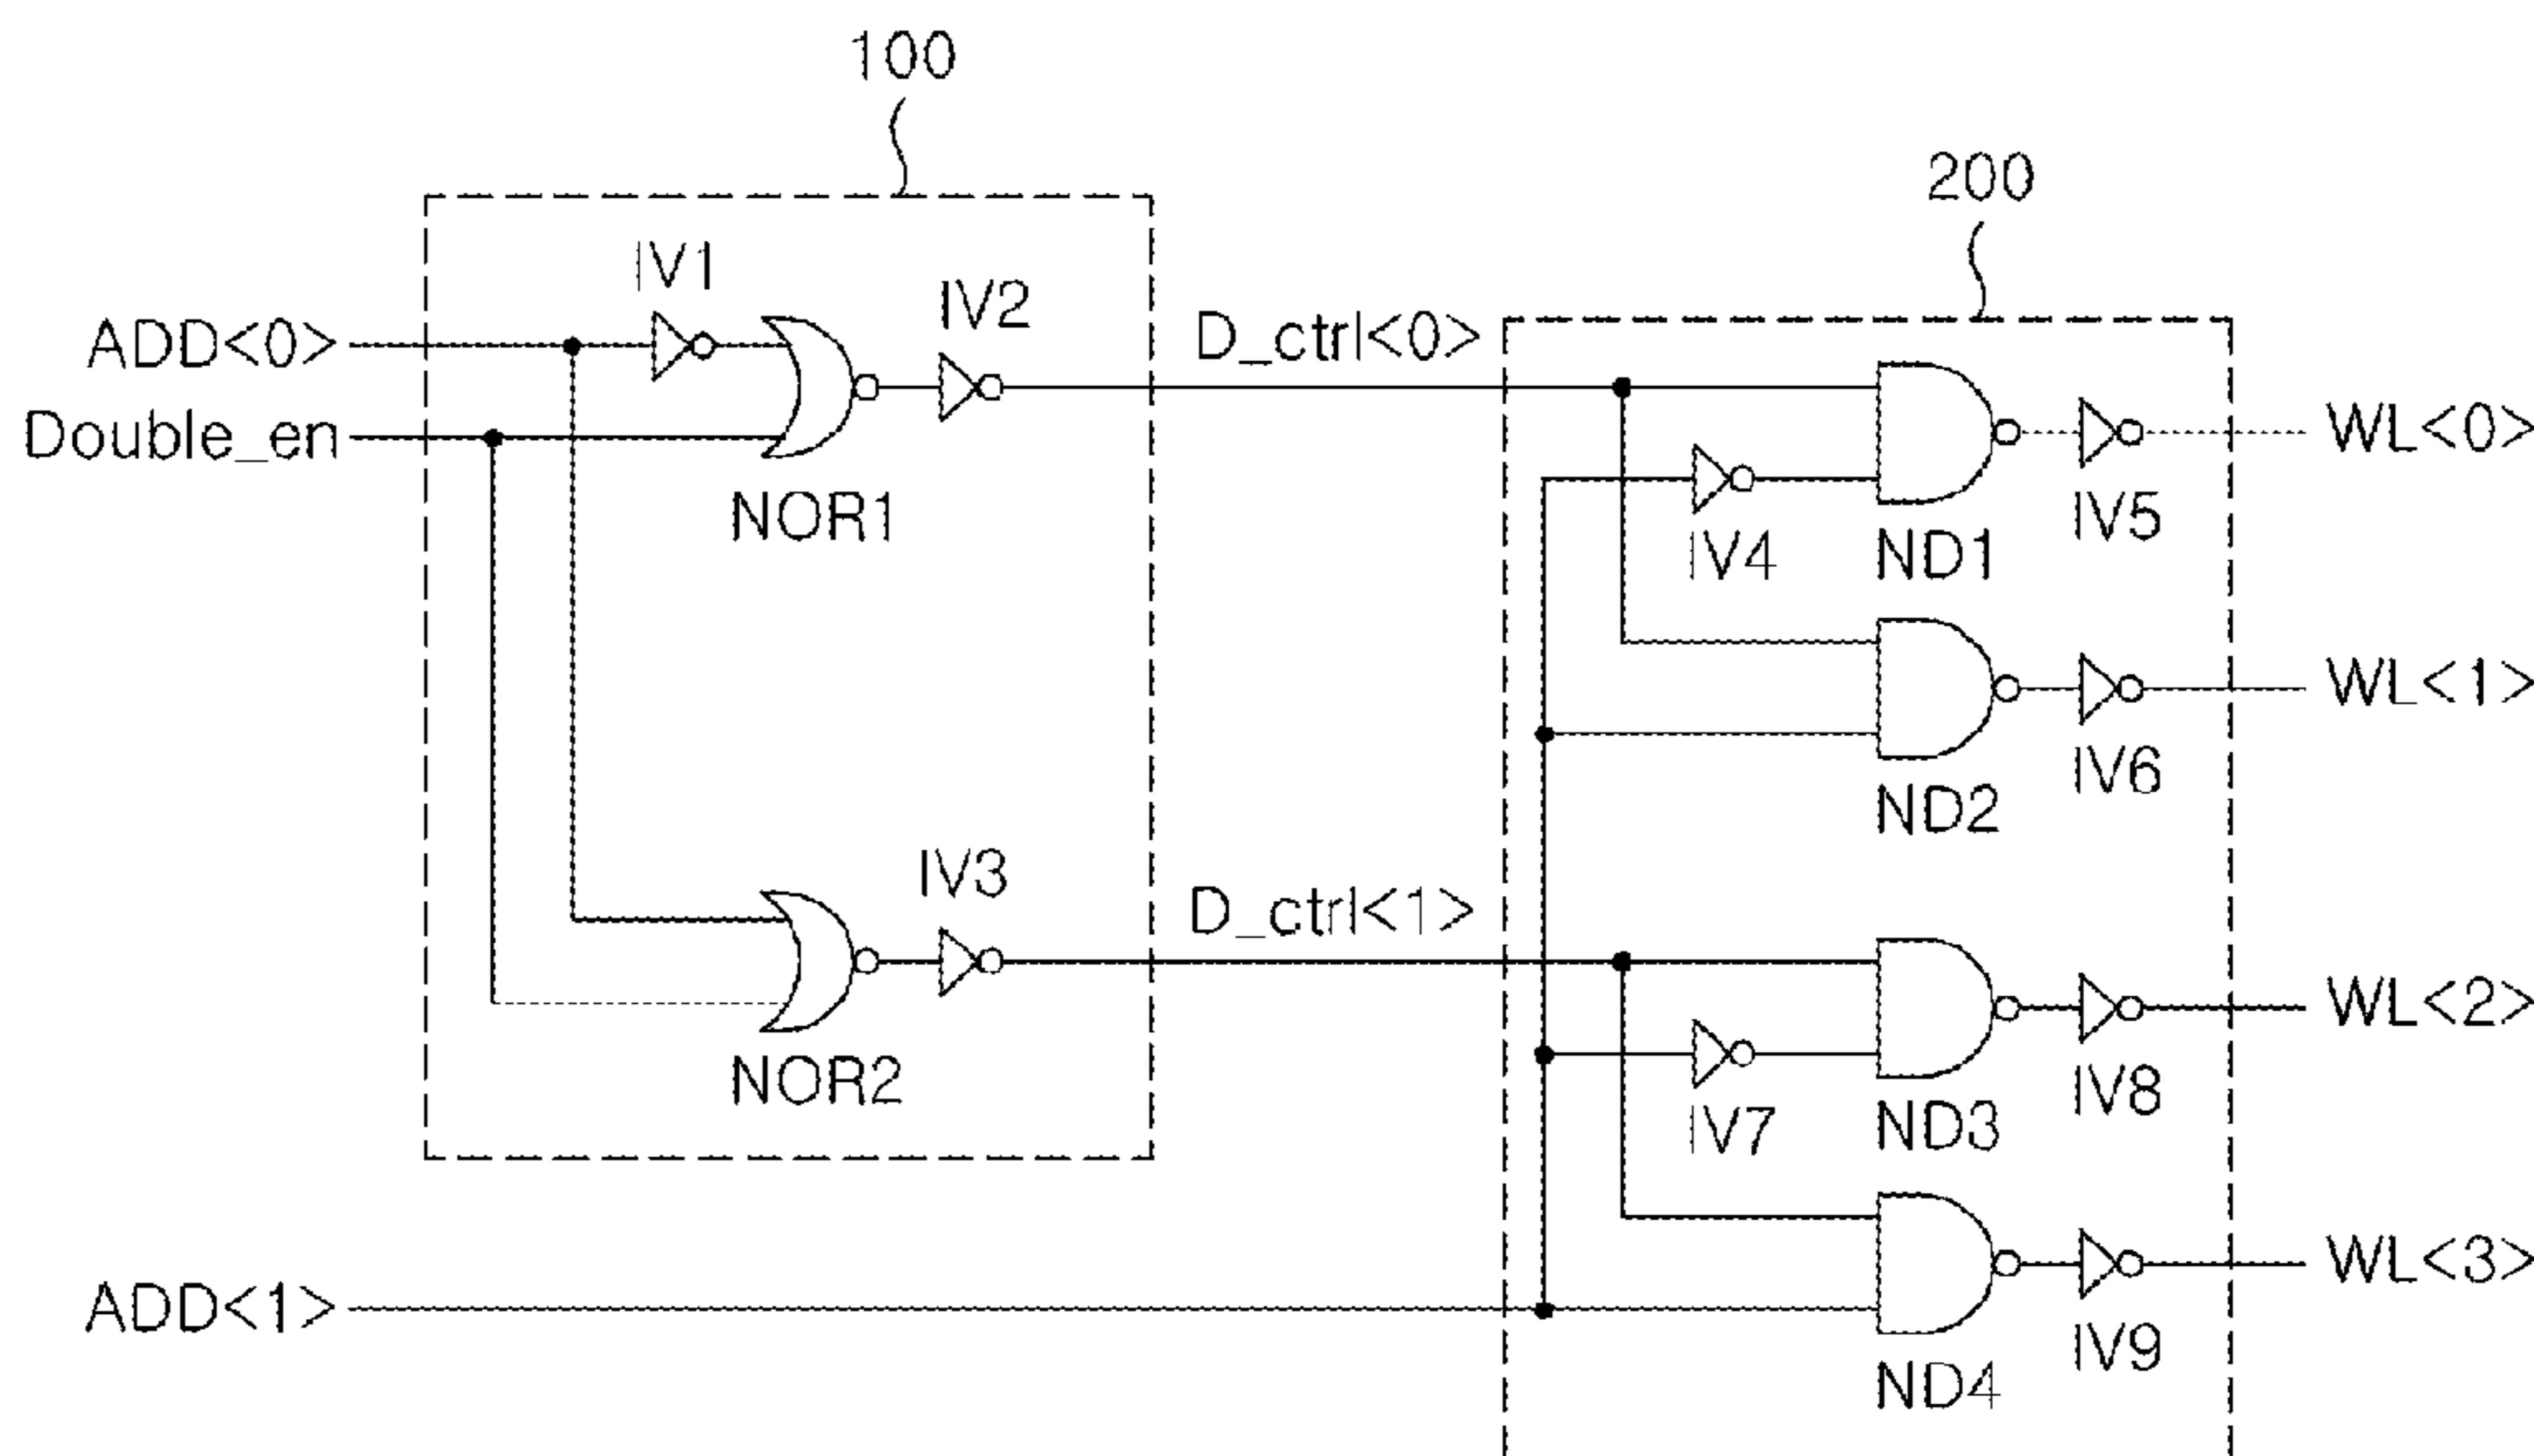 100
200
IV1
IV2
ADD<0>
D_ctrl<0>
Double_en
WL<0>
NOR1
IV4
ND1
IV5
WL<1>
IV6
ND2
IV3
D_ctrl<1>
WL<2>
NOR2
IV7
ND3
IV8
ADD<1>
WL<3>
ND4
IV9